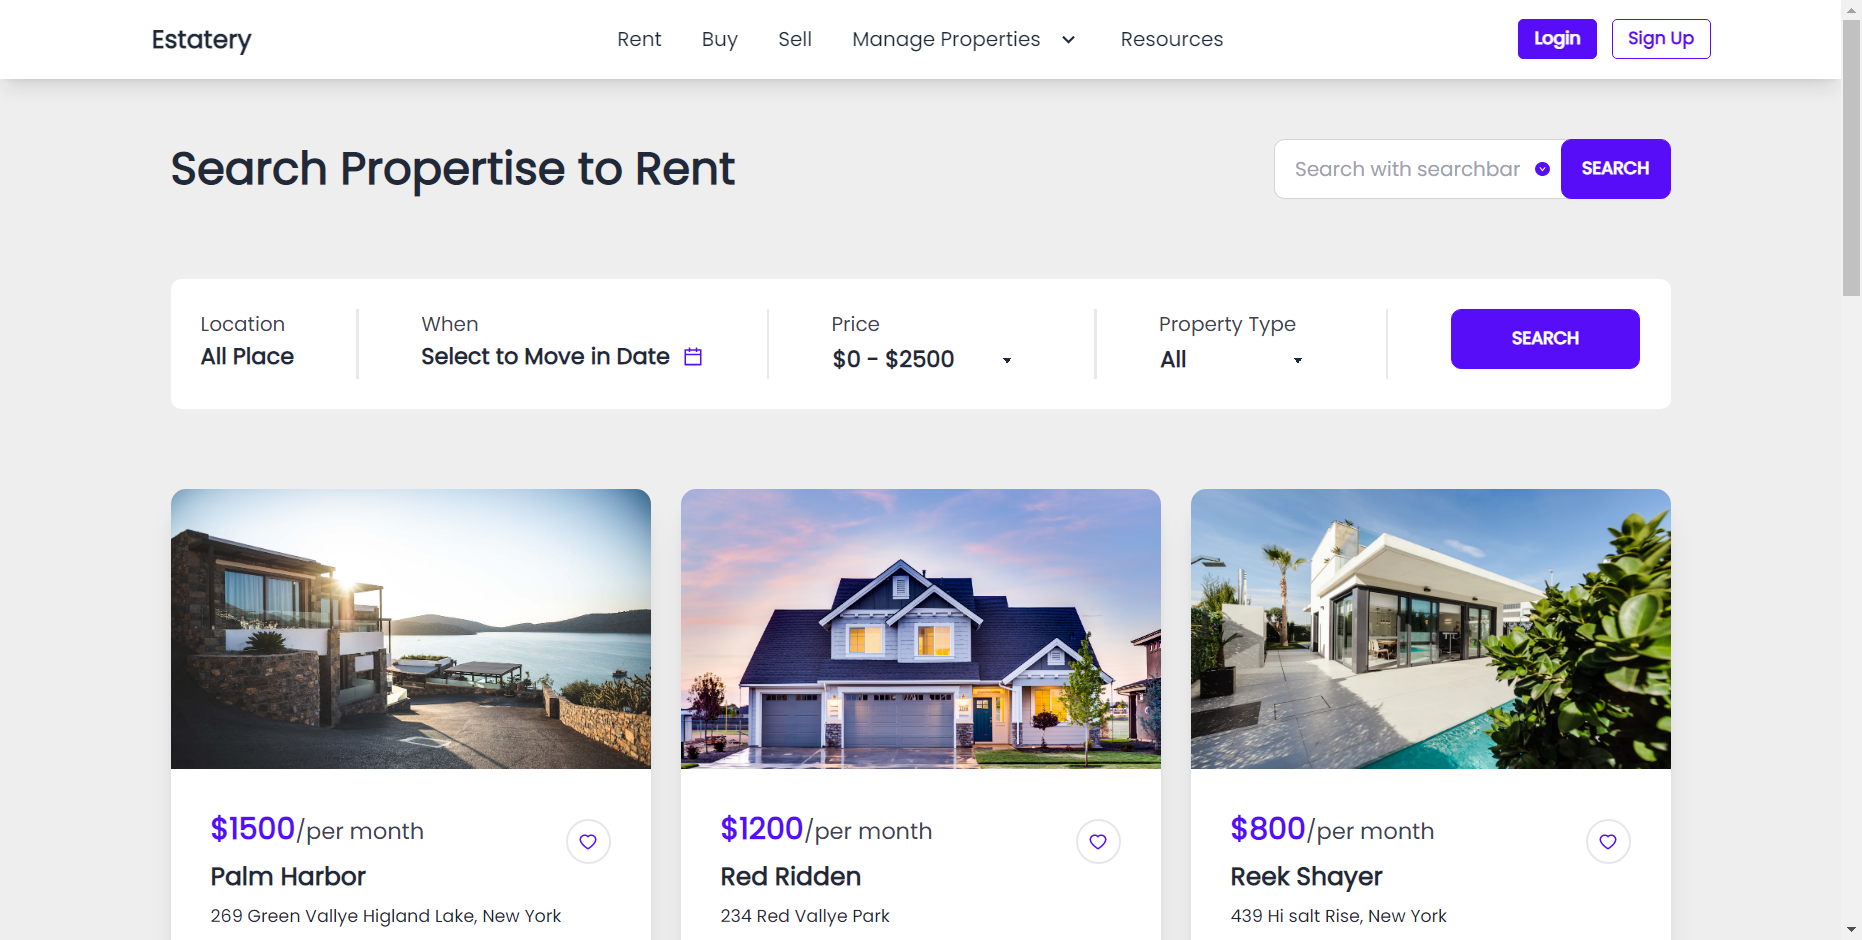 Estatery
Rent Buy Sell Manage Properties Resources
Login Sign Up
Search Propertise to Rent
Search with searchbar SEARCH
Location When Price Property Type
All Place Select to Move in Date $0 - $2500 All
SEARCH
$1500/per month
Palm Harbor
269 Green Vallye Higland Lake, New York
$1200/per month
Red Ridden
234 Red Vallye Park
$800/per month
Reek Shayer
439 Hi salt Rise, New York